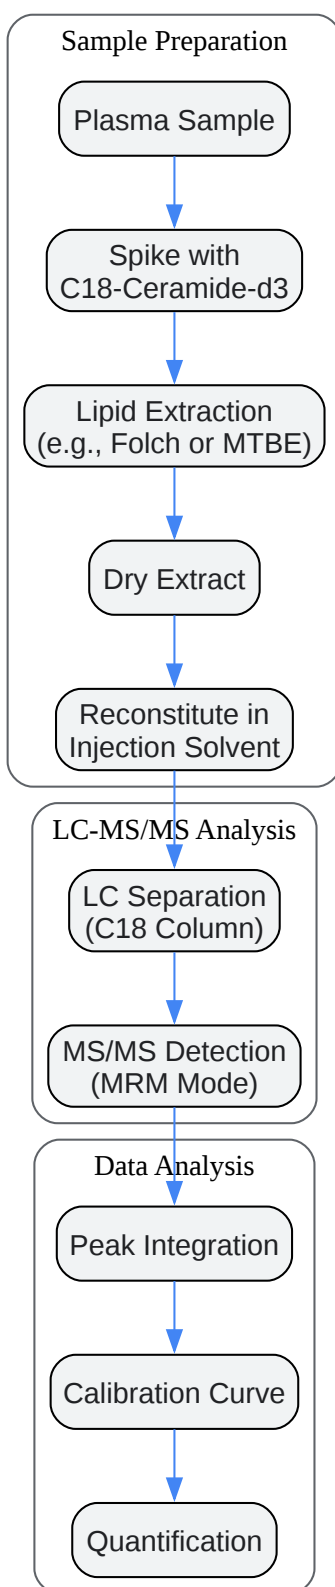 Sample Preparation
Plasma Sample
Spike with
C18-Ceramide-d3
Lipid Extraction
(e.g., Folch or MTBE)
Dry Extract
Reconstitute in
Injection Solvent
LC-MS/MS Analysis
LC Separation
(C18 Column)
MS/MS Detection
(MRM Mode)
Data Analysis
Peak Integration
Calibration Curve
Quantification